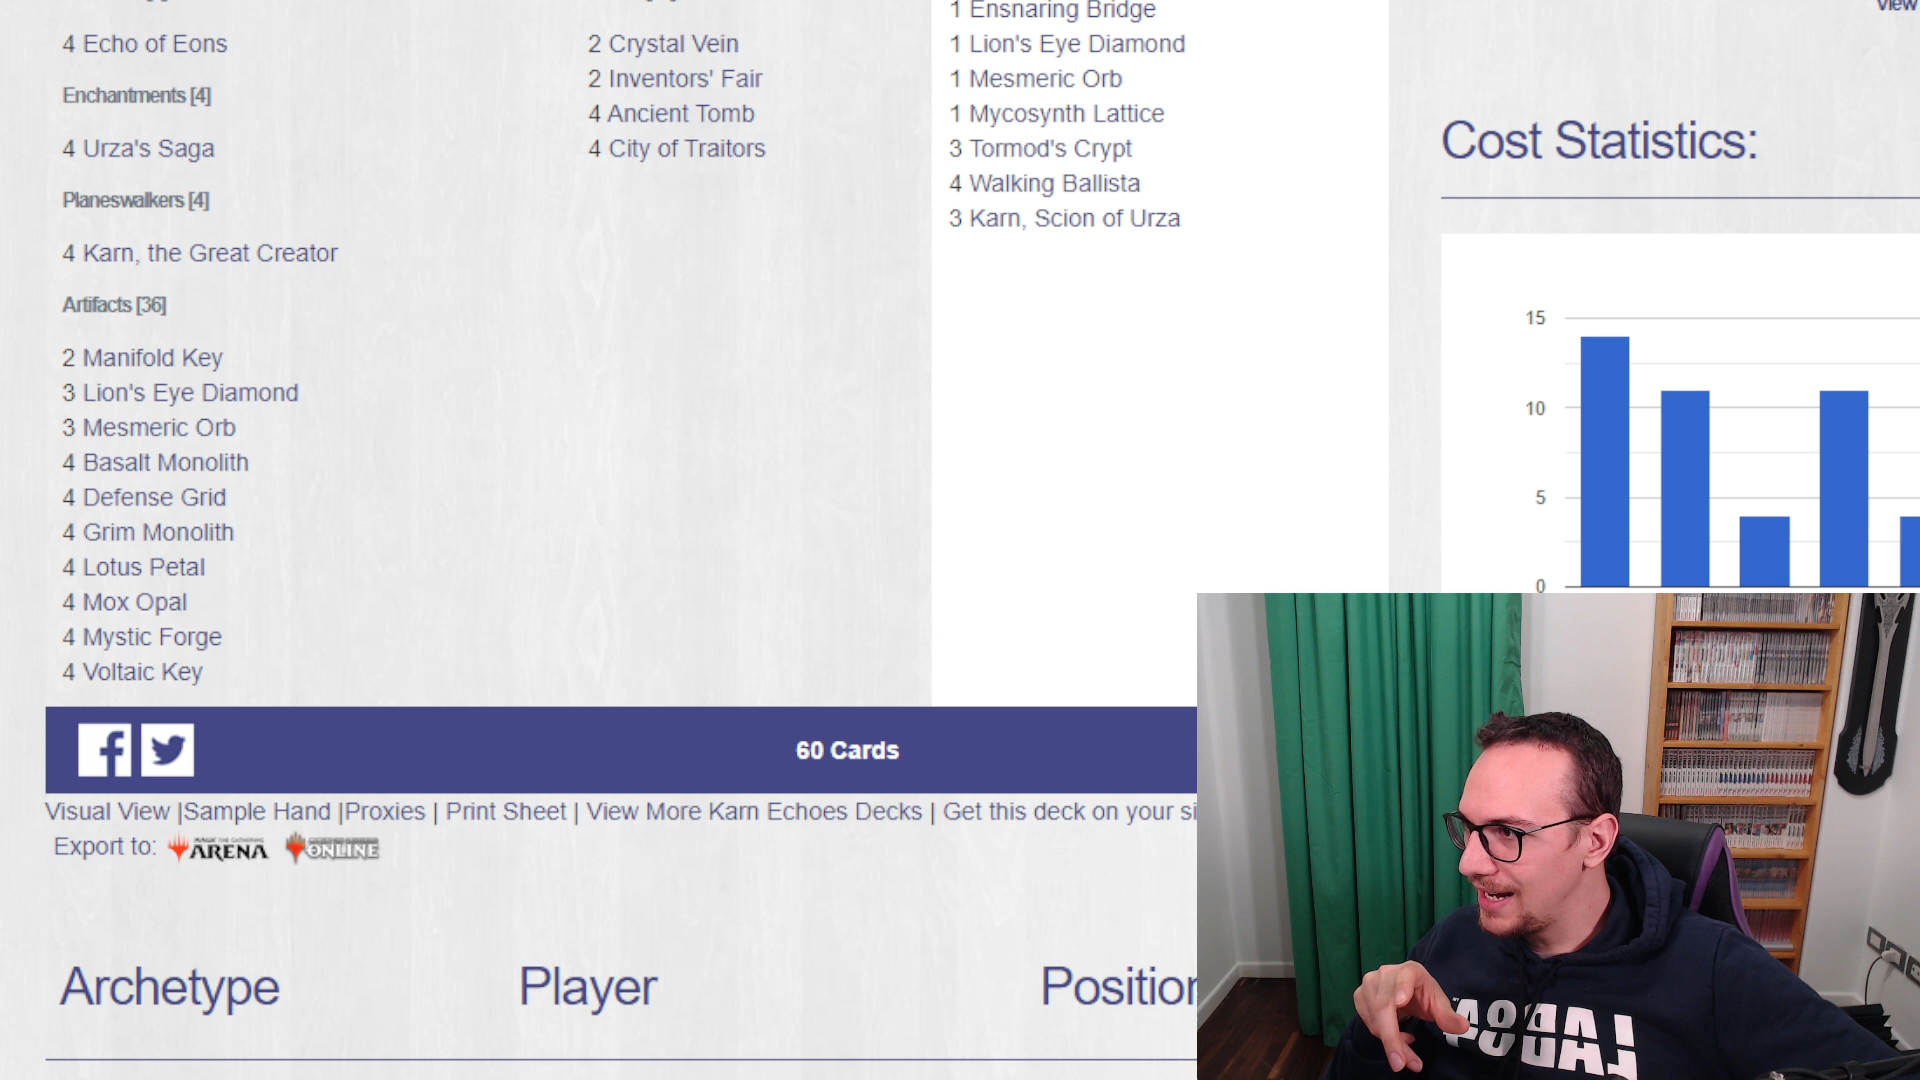 4 Echo of Eons
Enchantments [4]
4 Urza's Saga
Planeswalkers [4]
4 Karn, the Great Creator
Artifacts [36]
2 Manifold Key
3 Lion's Eye Diamond
3 Mesmeric Orb
4 Basalt Monolith
4 Defense Grid
4 Grim Monolith
4 Lotus Petal
4 Mox Opal
4 Mystic Forge
4 Voltaic Key
2 Crystal Vein
2 Inventors' Fair
4 Ancient Tomb
4 City of Traitors
1 Ensnaring Bridge
1 Lion's Eye Diamond
1 Mesmeric Orb
1 Mycosynth Lattice
3 Tormod's Crypt
4 Walking Ballista
3 Karn, Scion of Urza
View
Cost Statistics:
15
10
5
0
60 Cards
Visual View |Sample Hand |Proxies | Print Sheet | View More Karn Echoes Decks | Get this deck on your si
Export to: ARENA ONLINE
Archetype
Player
Position